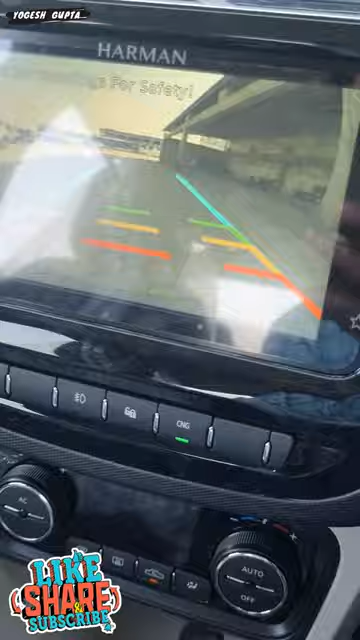 YOGESH GUPTA
HARMAN
For Safety!
CNG
AC
AUTO
OFF
LIKE
SHARE
&
SUBSCRIBE